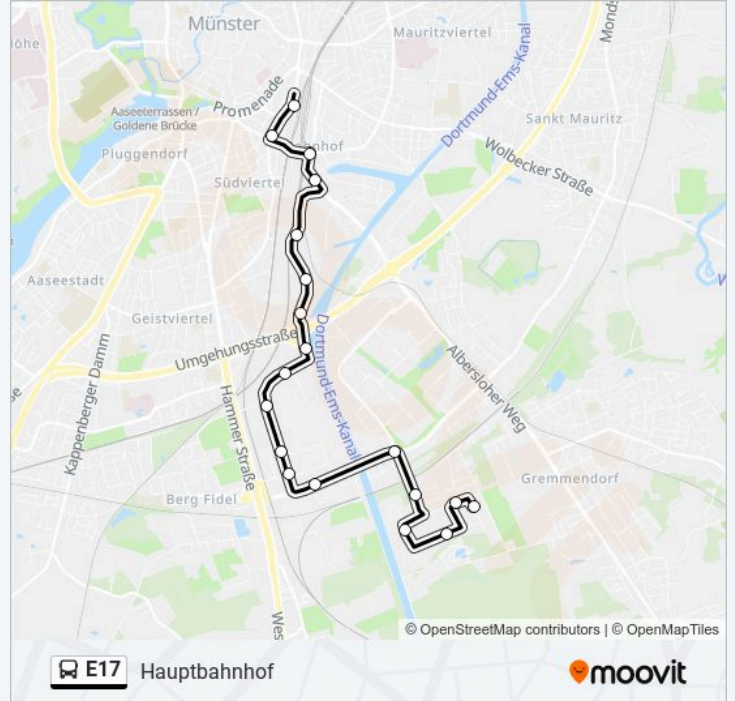 Münster
Mauritzviertel
Dortmund-Ems-Kanal
Promenade
Aaseeterrassen /
Goldene Brücke
Sankt Mauritz
Pluggendorf
Wolbecker Straße
Südviertel
Aaseestadt
Geistviertel
Umgehungsstraße
Dortmund-Ems-Kanal
Kappenberger Damm
Albersloher Weg
Hammer Straße
Gremmendorf
Berg Fidel
© OpenStreetMap contributors | © OpenMapTiles
E17 Hauptbahnhof
moovit